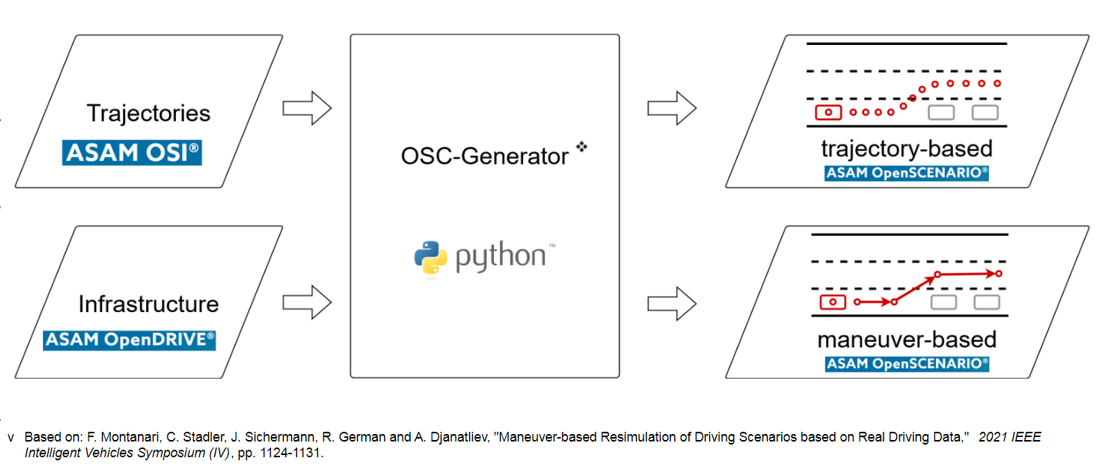 Trajectories
ASAM OSI®
Infrastructure
ASAM OpenDRIVE®
OSC-Generator ❖
python™
trajectory-based
ASAM OpenSCENARIO®
maneuver-based
ASAM OpenSCENARIO®
v Based on: F. Montanari, C. Stadler, J. Sichermann, R. German and A. Djanatliev, "Maneuver-based Resimulation of Driving Scenarios based on Real Driving Data," 2021 IEEE
Intelligent Vehicles Symposium (IV), pp. 1124-1131.